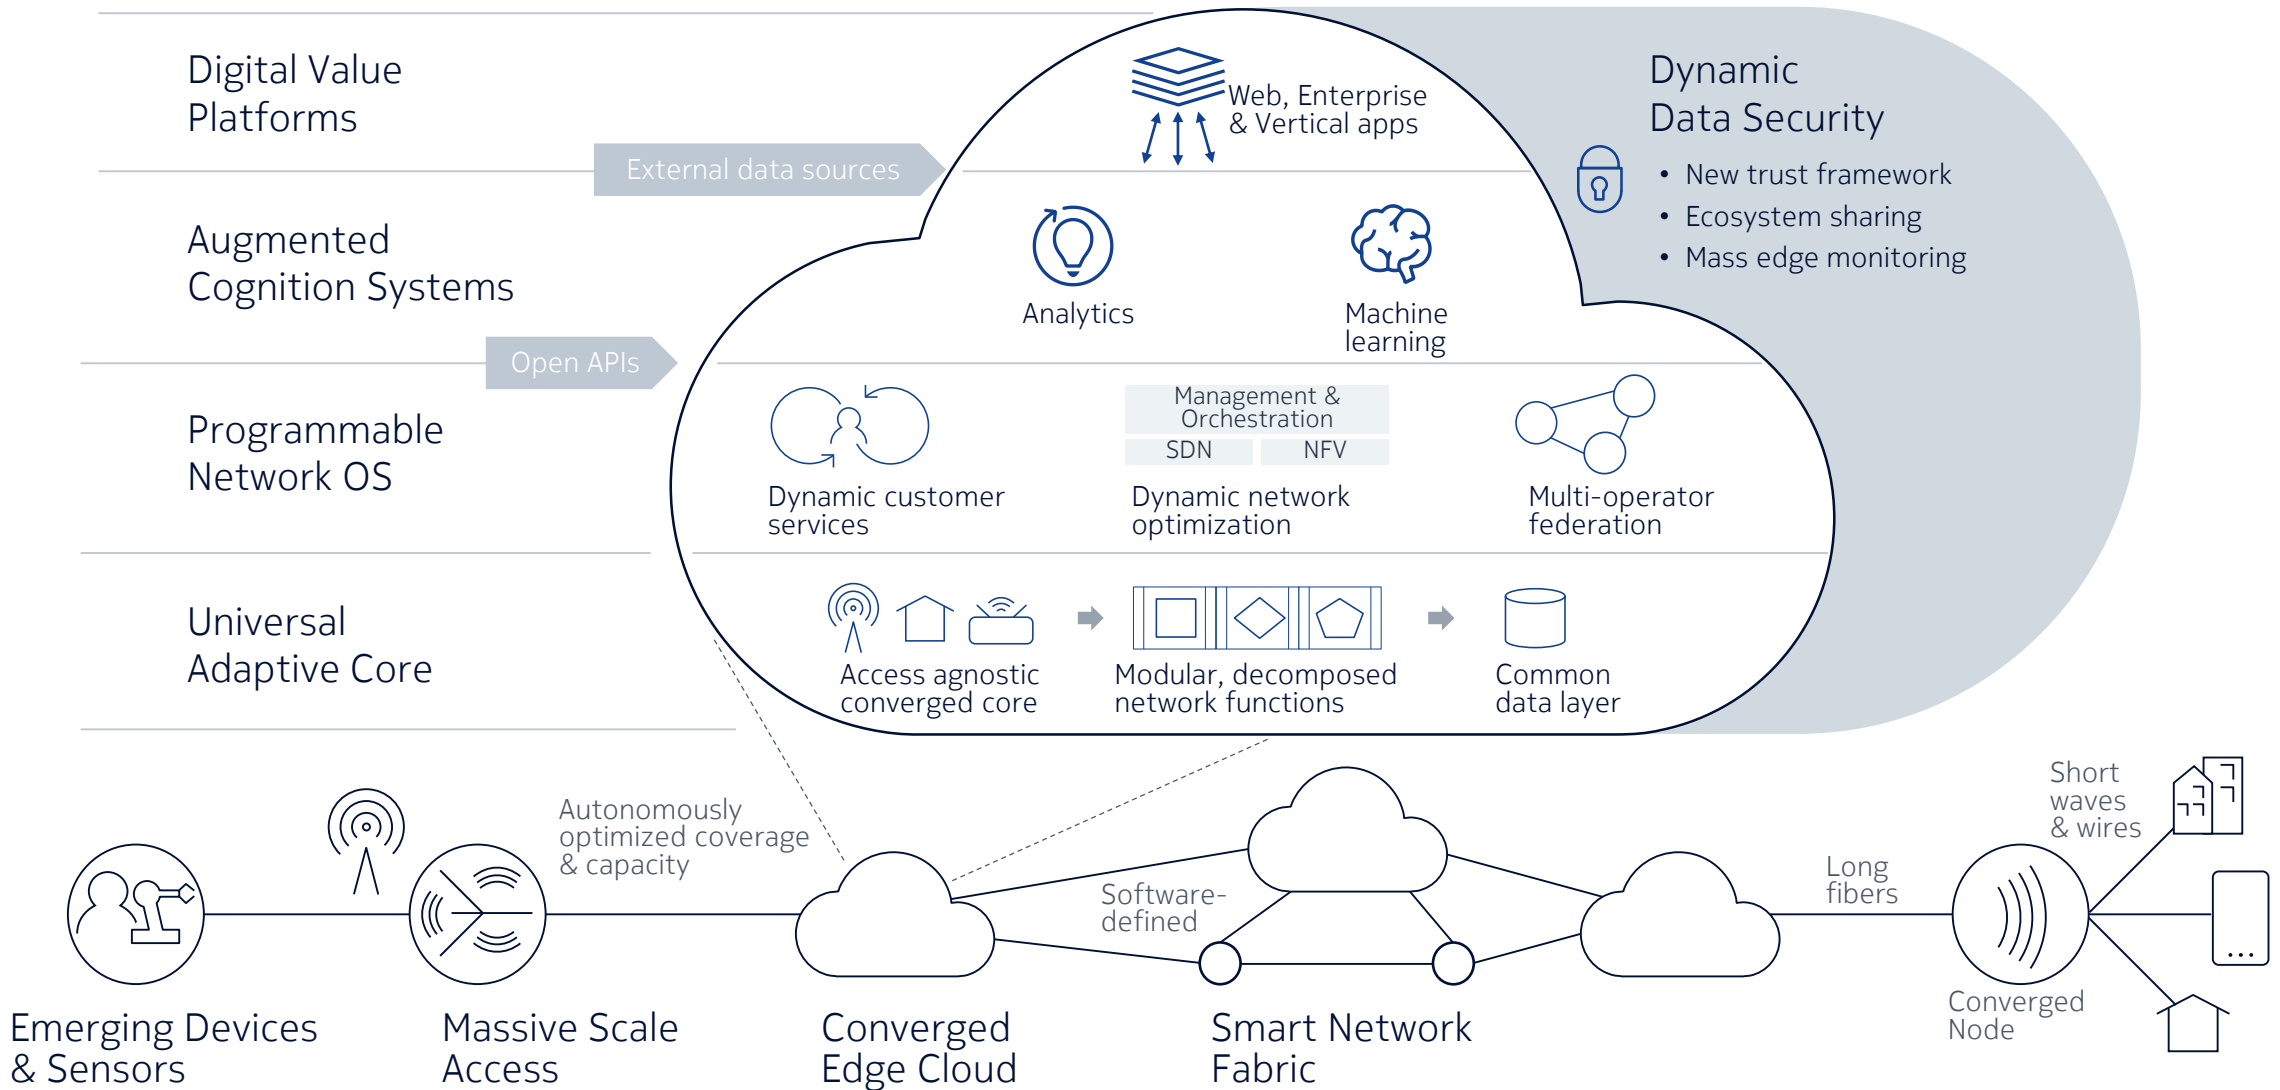 Digital Value
Platforms
Web, Enterprise
& Vertical apps
Dynamic
Data Security
• New trust framework
• Ecosystem sharing
• Mass edge monitoring
External data sources
Augmented
Cognition Systems
Analytics
Machine
learning
Open APIs
Programmable
Network OS
Dynamic customer
services
Management &
Orchestration
SDN
NFV
Dynamic network
optimization
Multi-operator
federation
Universal
Adaptive Core
Access agnostic
converged core
Modular, decomposed
network functions
Common
data layer
Autonomously
optimized coverage
& capacity
Software-
defined
Long
fibers
Short
waves
& wires
Converged
Node
Emerging Devices
& Sensors
Massive Scale
Access
Converged
Edge Cloud
Smart Network
Fabric